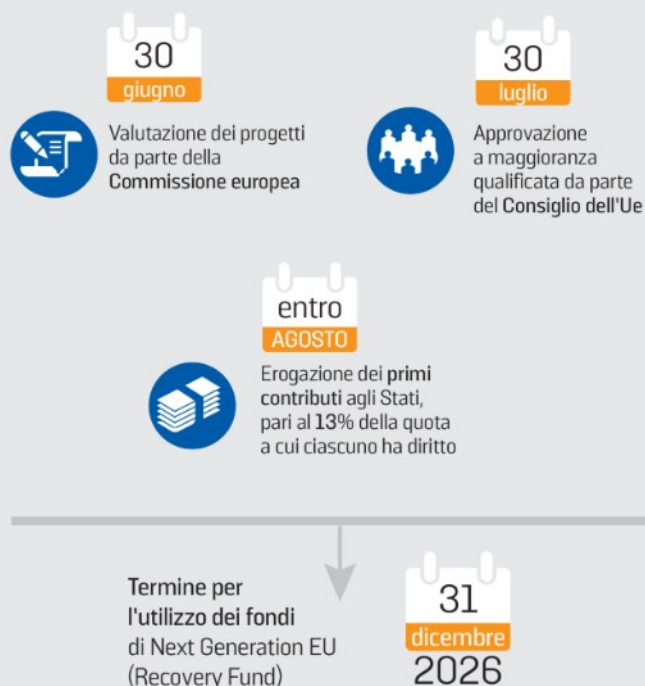 30
giugno
Valutazione dei progetti
da parte della
Commissione europea
30
luglio
Approvazione
a maggioranza
qualificata da parte
del Consiglio dell'Ue
entro
AGOSTO
Erogazione dei primi
contributi agli Stati,
pari al 13% della quota
a cui ciascuno ha diritto
Termine per
l'utilizzo dei fondi
di Next Generation EU
(Recovery Fund)
31
dicembre
2026